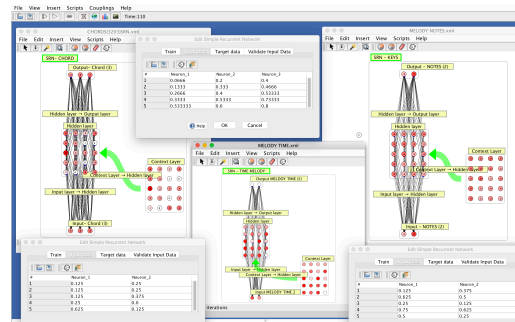 File View Insert Scripts Couplings Help
Time:110
CHORDS(520)SRN.xml
File Edit Insert View Scripts Help
SRN- CHORD
Output- Chord (3)
Hidden layer → Output layer
Hidden layer
Context Layer
Context Layer → Hidden layer
Input layer → Hidden layer
Input- Chord (3)
Edit Simple Recurrent Network
Train
Target data
Validate Input Data
# Neuron_1 Neuron_2 Neuron_3
1 0.0666 0.2 0.4
2 0.1333 0.333 0.4666
3 0.2666 0.4 0.53333
4 0.3333 0.5333 0.73333
5 0.533333 0.6 0.8
Help
OK
Cancel
MELODY NOTES.xml
File Edit Insert View Scripts Help
SRN - KEYS
Output - NOTES (2)
Hidden layer → Output layer
Hidden layer
Context Layer
Context Layer → Hidden layer
Input layer → Hidden layer
Input - NOTES (2)
MELODY TIME.xml
File Edit Insert View Scripts Help
SRN - TIME MELODY
Output MELODY TIME (2)
Hidden layer → Output layer
Context Layer
Input layer → Hidden layer
Context Layer → Hidden layer
Input MELODY TIME 2
iterations
Edit Simple Recurrent Network
Train
Target data
Validate Input Data
# Neuron_1 Neuron_2
1 0.125 0.25
2 0.25 0.25
3 0.125 0.375
4 0.25 0.0
5 0.625 0.125
Edit Simple Recurrent Network
Train
Target data
Validate Input Data
# Neuron_1 Neuron_2
1 0.125 0.375
2 0.625 0.5
3 0.25 0.125
4 0.75 0.625
5 0.5 0.25